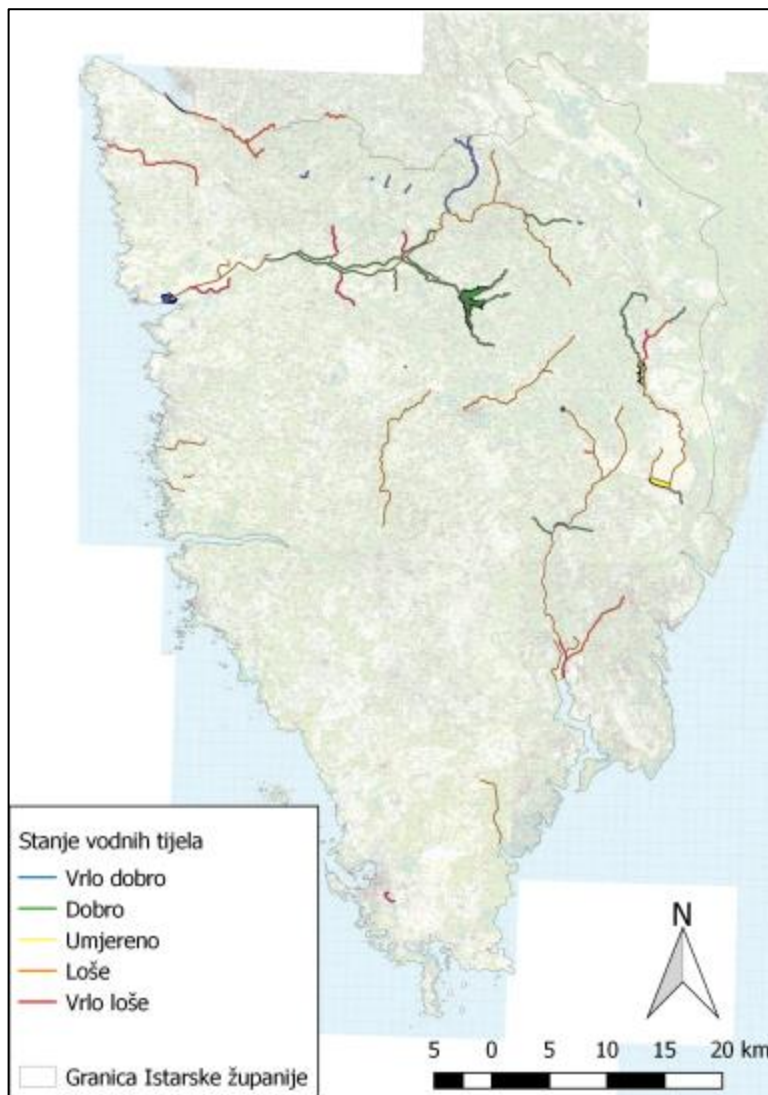 Stanje vodnih tijela
Vrlo dobro
Dobro
Umjereno
Loše
Vrlo loše
Granica Istarske županije
N
5 0 5 10 15 20 km